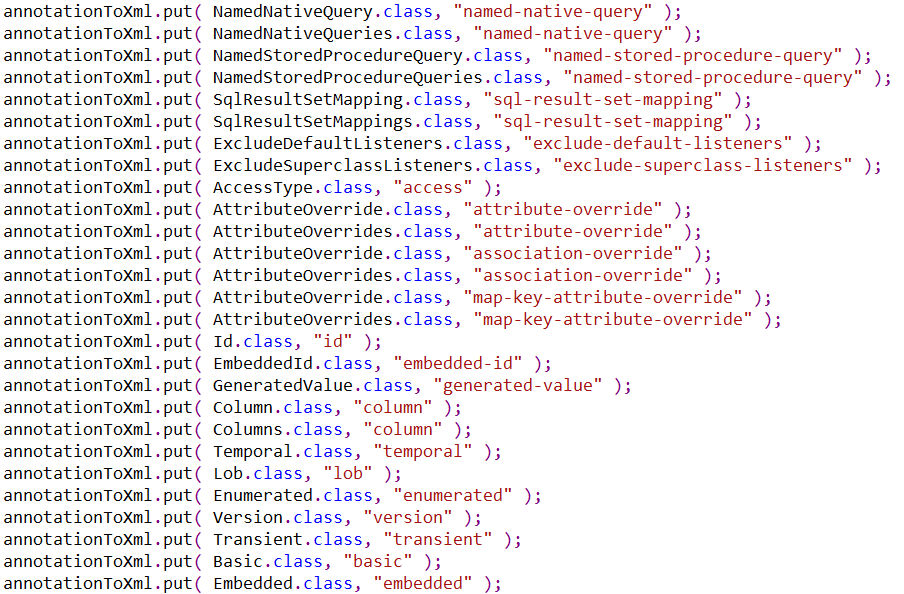 annotationToXml.put( NamedNativeQuery.class, "named-native-query" );
annotationToXml.put( NamedNativeQueries.class, "named-native-query" );
annotationToXml.put( NamedStoredProcedureQuery.class, "named-stored-procedure-query" );
annotationToXml.put( NamedStoredProcedureQueries.class, "named-stored-procedure-query" );
annotationToXml.put( SqlResultSetMapping.class, "sql-result-set-mapping" );
annotationToXml.put( SqlResultSetMappings.class, "sql-result-set-mapping" );
annotationToXml.put( ExcludeDefaultListeners.class, "exclude-default-listeners" );
annotationToXml.put( ExcludeSuperclassListeners.class, "exclude-superclass-listeners" );
annotationToXml.put( AccessType.class, "access" );
annotationToXml.put( AttributeOverride.class, "attribute-override" );
annotationToXml.put( AttributeOverrides.class, "attribute-override" );
annotationToXml.put( AttributeOverride.class, "association-override" );
annotationToXml.put( AttributeOverrides.class, "association-override" );
annotationToXml.put( AttributeOverride.class, "map-key-attribute-override" );
annotationToXml.put( AttributeOverrides.class, "map-key-attribute-override" );
annotationToXml.put( Id.class, "id" );
annotationToXml.put( EmbeddedId.class, "embedded-id" );
annotationToXml.put( GeneratedValue.class, "generated-value" );
annotationToXml.put( Column.class, "column" );
annotationToXml.put( Columns.class, "column" );
annotationToXml.put( Temporal.class, "temporal" );
annotationToXml.put( Lob.class, "lob" );
annotationToXml.put( Enumerated.class, "enumerated" );
annotationToXml.put( Version.class, "version" );
annotationToXml.put( Transient.class, "transient" );
annotationToXml.put( Basic.class, "basic" );
annotationToXml.put( Embedded.class, "embedded" );